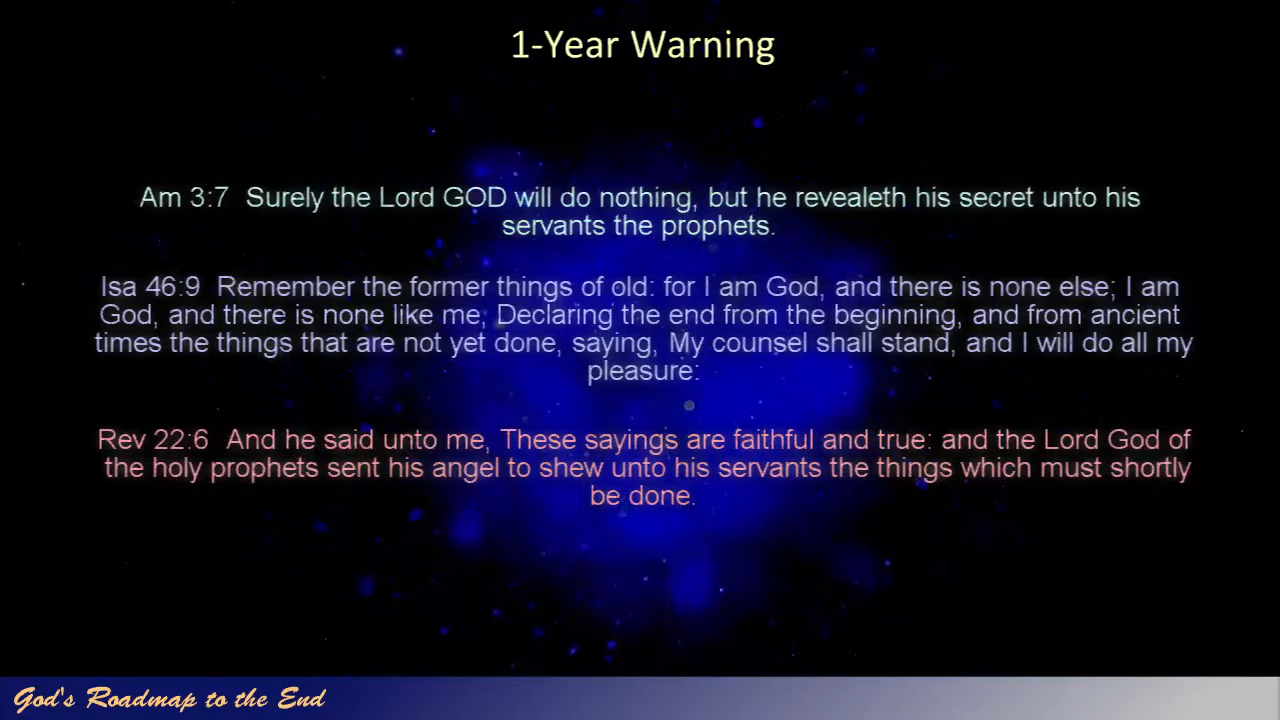 1-Year Warning
Am 3:7  Surely the Lord GOD will do nothing, but he revealeth his secret unto his
servants the prophets.
Isa 46:9  Remember the former things of old: for I am God, and there is none else; I am
God, and there is none like me; Declaring the end from the beginning, and from ancient
times the things that are not yet done, saying, My counsel shall stand, and I will do all my
pleasure:
Rev 22:6  And he said unto me, These sayings are faithful and true: and the Lord God of
the holy prophets sent his angel to shew unto his servants the things which must shortly
be done.
God's Roadmap to the End